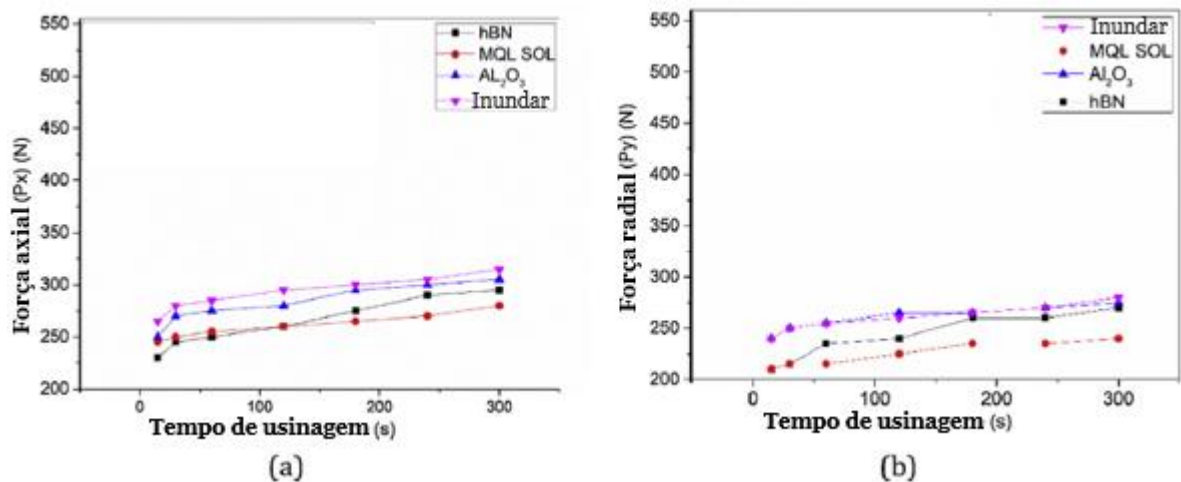 550
500
450
400
350
300
250
200
Força axial (Px) (N)
hBN
MQL SOL
AL₂O₃
Inundar
0
100
200
300
Tempo de usinagem (s)
(a)
550
500
450
400
350
300
250
200
Força radial (Py) (N)
Inundar
MQL SOL
Al₂O₃
hBN
0
100
200
300
Tempo de usinagem (s)
(b)